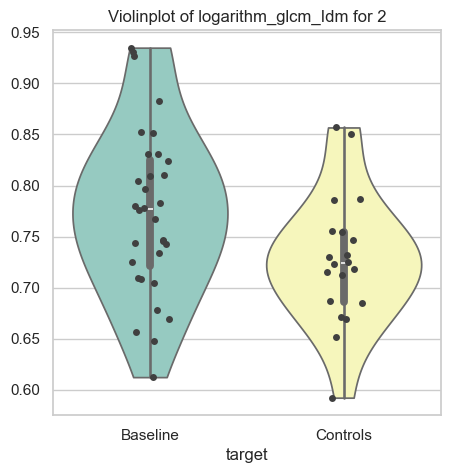 Violinplot of logarithm_glcm_Idm for 2
0.95
0.90
0.85
0.80
0.75
0.70
0.65
0.60
Baseline
Controls
target